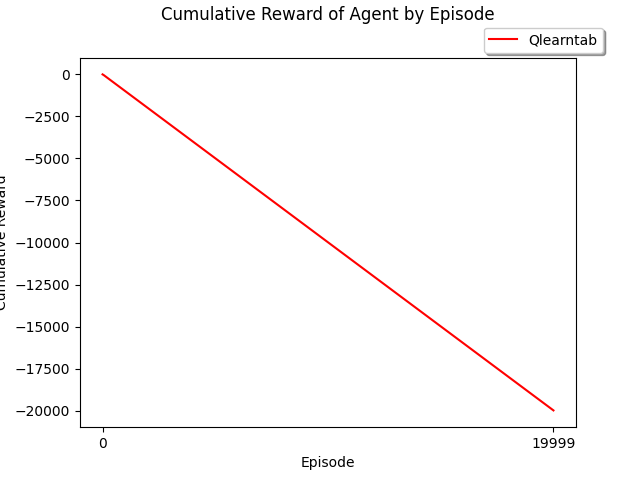 Cumulative Reward of Agent by Episode
Qlearntab
0
−2500
−5000
−7500
−10000
−12500
−15000
−17500
−20000
Cumulative Reward
0
19999
Episode